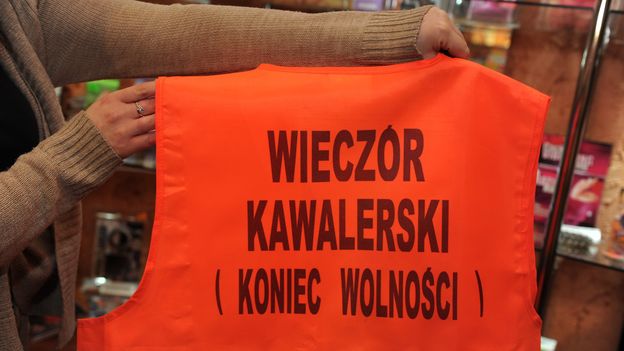 WIECZÓR
KAWALERSKI
( KONIEC WOLNOŚCI )